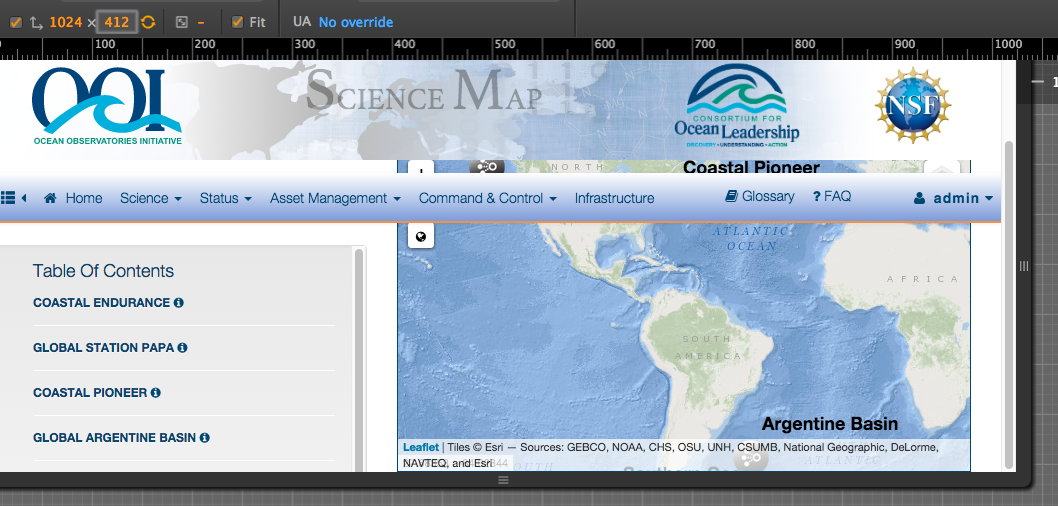 1024 × 412 Fit UA No override
100 200 300 400 500 600 700 800 900 1000
OOI
OCEAN OBSERVATORIES INITIATIVE
SCIENCE MAP
CONSORTIUM FOR
Ocean Leadership
DISCOVERY • UNDERSTANDING • ACTION
NSF
NORTH
Coastal Pioneer
Home Science Status Asset Management Command & Control Infrastructure Glossary ? FAQ admin
ATLANTIC
OCEAN
AFRICA
Table Of Contents
COASTAL ENDURANCE
GLOBAL STATION PAPA
COASTAL PIONEER
GLOBAL ARGENTINE BASIN
SOUTH
AMERICA
Argentine Basin
Leaflet | Tiles © Esri — Sources: GEBCO, NOAA, CHS, OSU, UNH, CSUMB, National Geographic, DeLorme,
NAVTEQ, and Esri
SOUTH
ATLANTIC